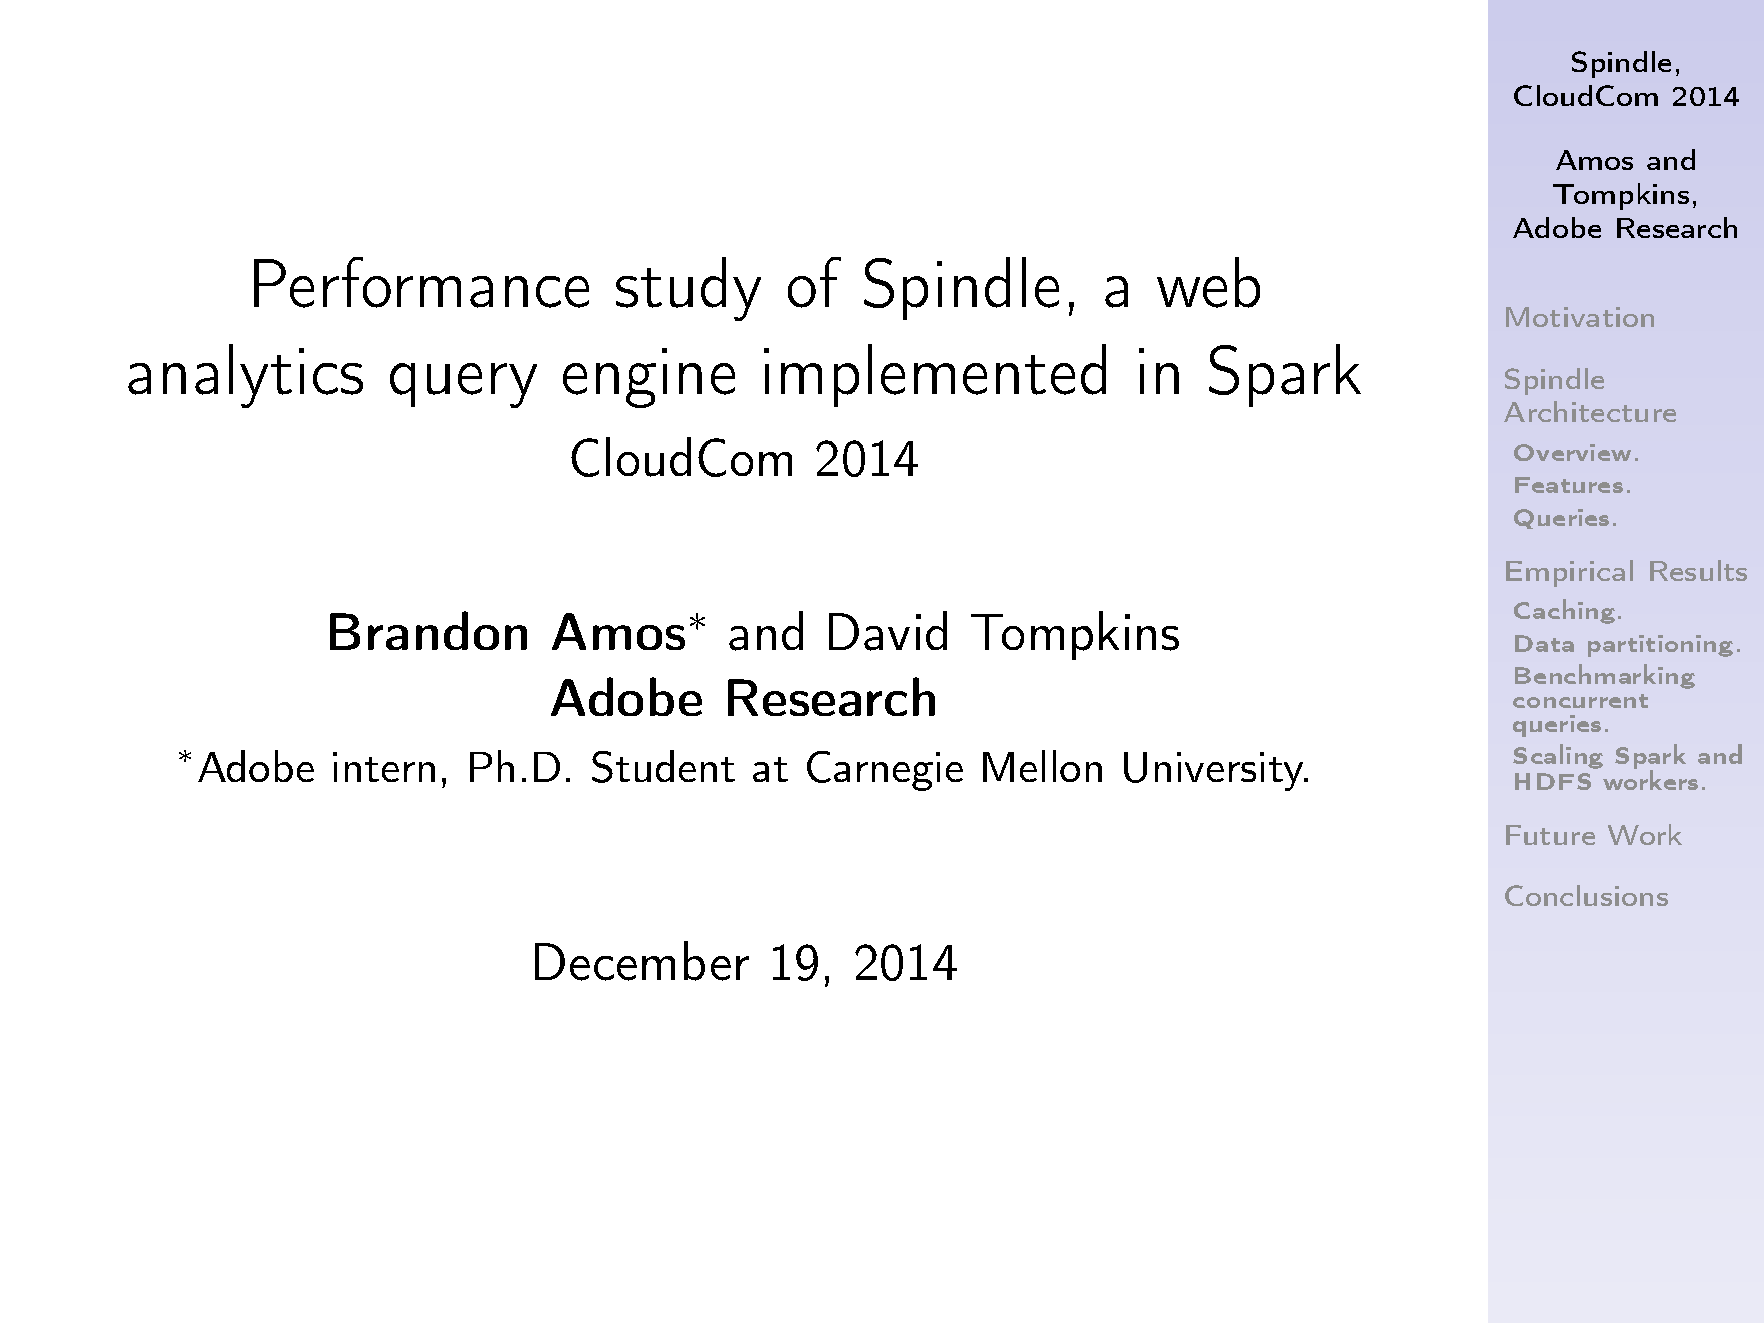 Performance study of Spindle, a web
analytics query engine implemented in Spark
CloudCom 2014
Brandon Amos* and David Tompkins
Adobe Research
*Adobe intern, Ph.D. Student at Carnegie Mellon University.
December 19, 2014
Spindle,
CloudCom 2014
Amos and
Tompkins,
Adobe Research
Motivation
Spindle
Architecture
Overview.
Features.
Queries.
Empirical Results
Caching.
Data partitioning.
Benchmarking
concurrent
queries.
Scaling Spark and
HDFS workers.
Future Work
Conclusions